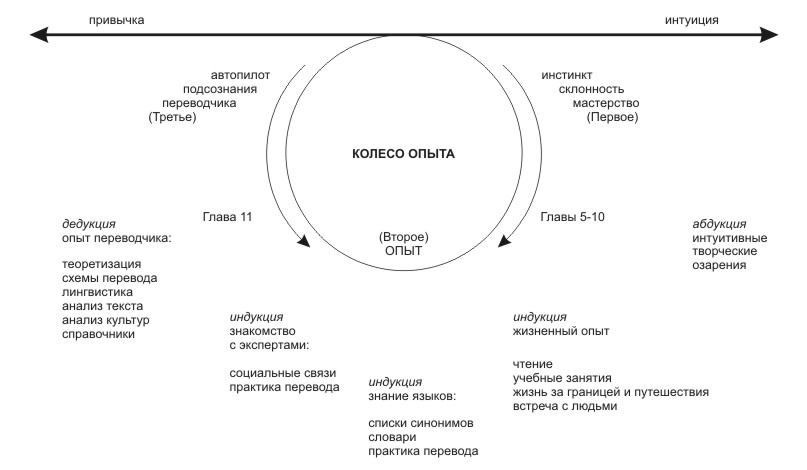 привычка
интуиция
автопилот
подсознания
переводчика
(Третье)
инстинкт
склонность
мастерство
(Первое)
КОЛЕСО ОПЫТА
Глава 11
(Второе)
ОПЫТ
Главы 5-10
дедукция
опыт переводчика:
теоретизация
схемы перевода
лингвистика
анализ текста
анализ культур
справочники
абдукция
интуитивные
творческие
озарения
индукция
знакомство
с экспертами:
социальные связи
практика перевода
индукция
знание языков:
списки синонимов
словари
практика перевода
индукция
жизненный опыт
чтение
учебные занятия
жизнь за границей и путешествия
встреча с людьми